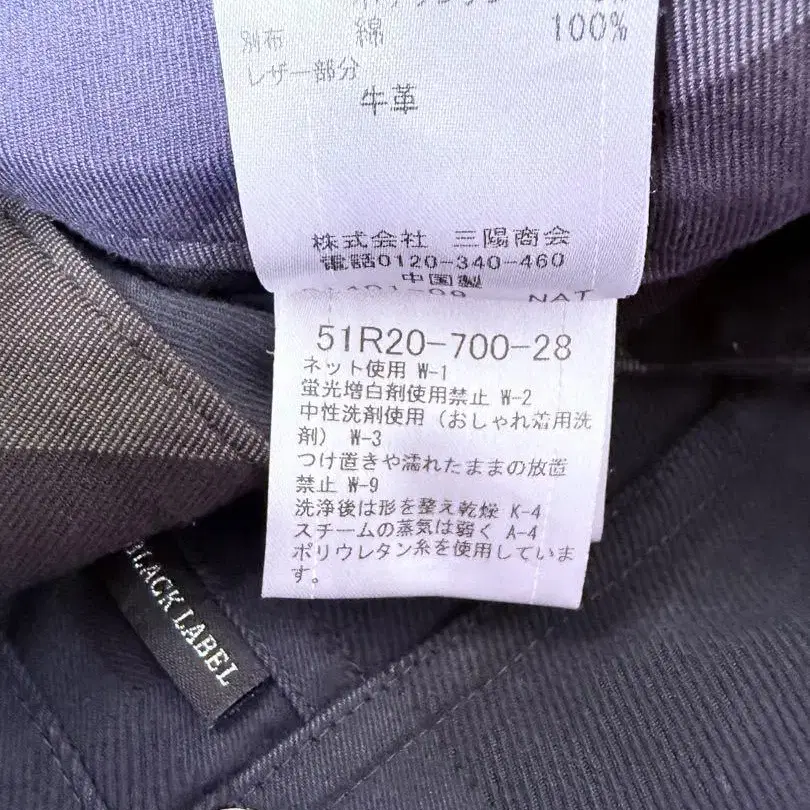 別布 綿 100%
レザー部分
牛革
株式会社 三陽商会
電話0120-340-460
中国製
NAT
51R20-700-28
ネット使用 W-1
蛍光増白剤使用禁止 W-2
中性洗剤使用（おしゃれ着用洗
剤） W-3
つけ置きや濡れたままの放置
禁止 W-9
洗浄後は形を整え乾燥 K-4
スチームの蒸気は弱く A-4
ポリウレタン糸を使用していま
す。
BLACK LABEL